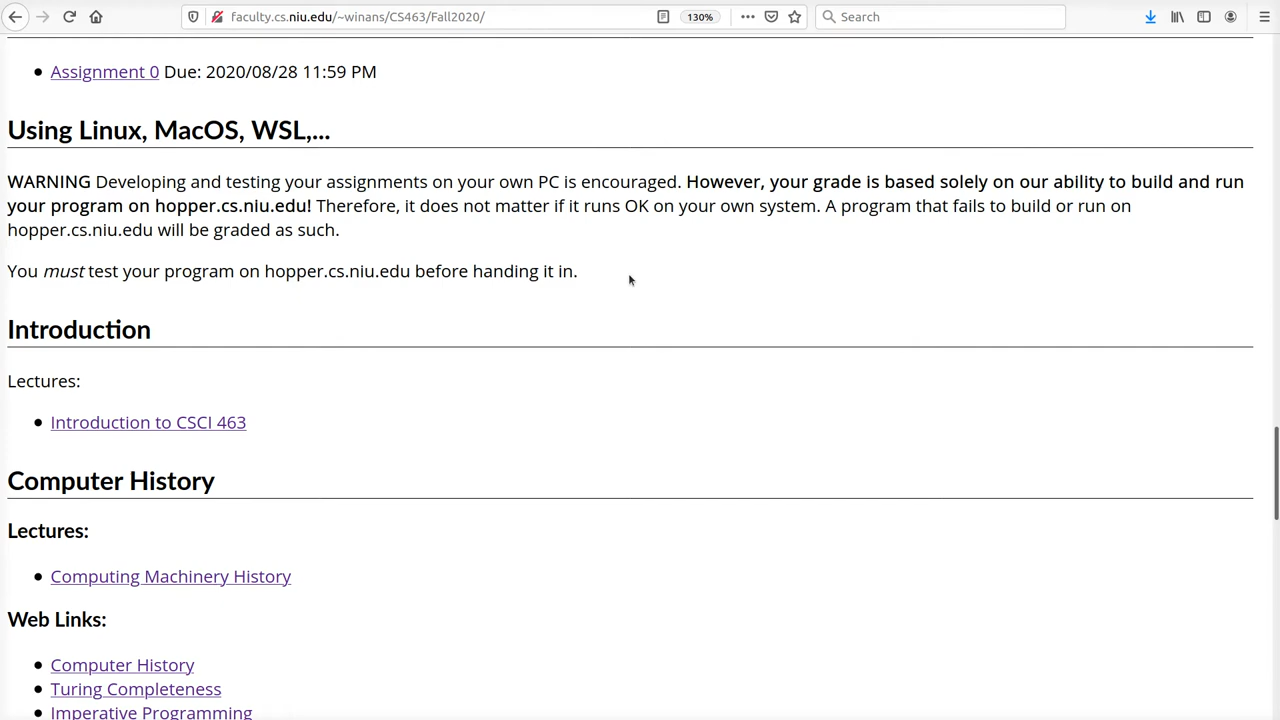 faculty.cs.niu.edu/~winans/CS463/Fall2020/
130%
Search
Assignment 0 Due: 2020/08/28 11:59 PM
Using Linux, MacOS, WSL,...
WARNING Developing and testing your assignments on your own PC is encouraged. However, your grade is based solely on our ability to build and run
your program on hopper.cs.niu.edu! Therefore, it does not matter if it runs OK on your own system. A program that fails to build or run on
hopper.cs.niu.edu will be graded as such.
You must test your program on hopper.cs.niu.edu before handing it in.
Introduction
Lectures:
Introduction to CSCI 463
Computer History
Lectures:
Computing Machinery History
Web Links:
Computer History
Turing Completeness
Imperative Programming